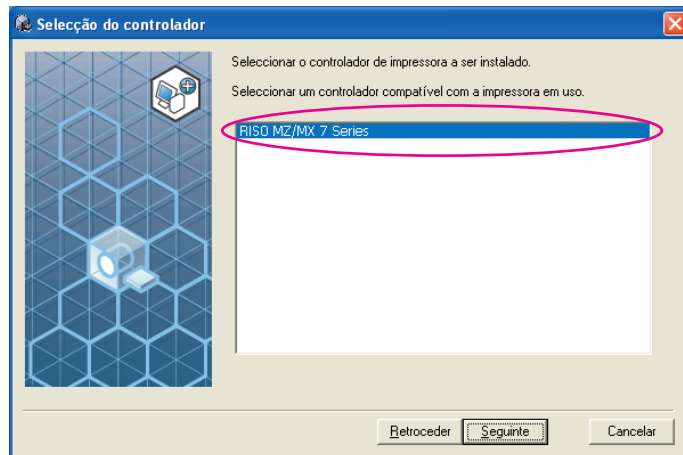 Selecção do controlador
Seleccionar o controlador de impressora a ser instalado.
Seleccionar um controlador compatível com a impressora em uso.
RISO MZ/MX 7 Series
Retroceder Seguinte Cancelar